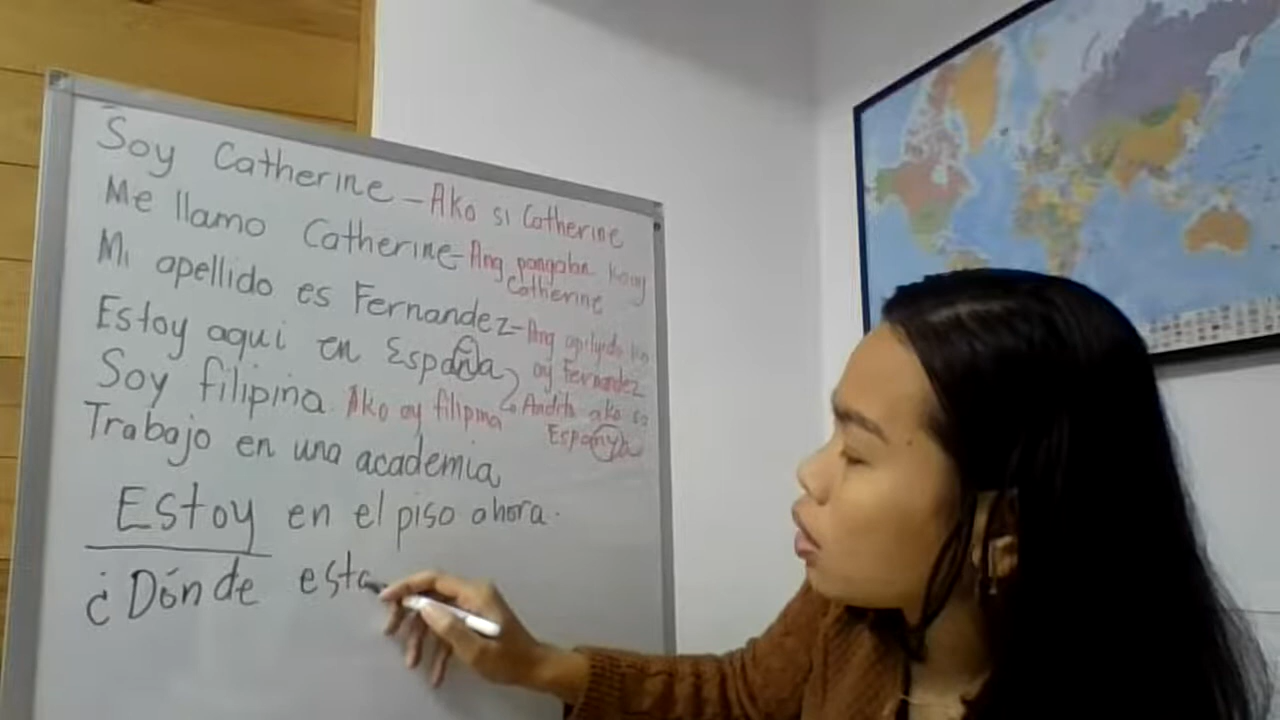 Soy Catherine - Ako si Catherine
Me llamo Catherine - Ang pangalan ko ay
Catherine
Mi apellido es Fernandez - Ang apilyedo ko
ay Fernandez
Estoy aqui en España
Andito ako sa
Espanya
Soy filipina. Ako ay filipina
Trabajo en una academia
Estoy en el piso ahora.
¿Dónde esta